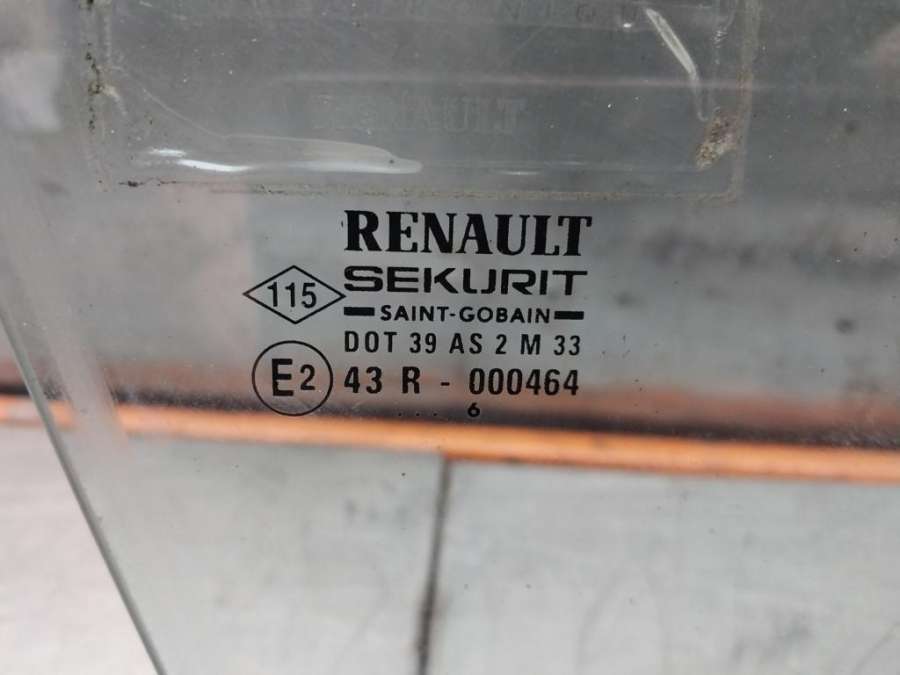 RENAULT
SEKURIT
115
SAINT-GOBAIN
DOT 39 AS 2 M 33
E2
43 R - 000464
... 6